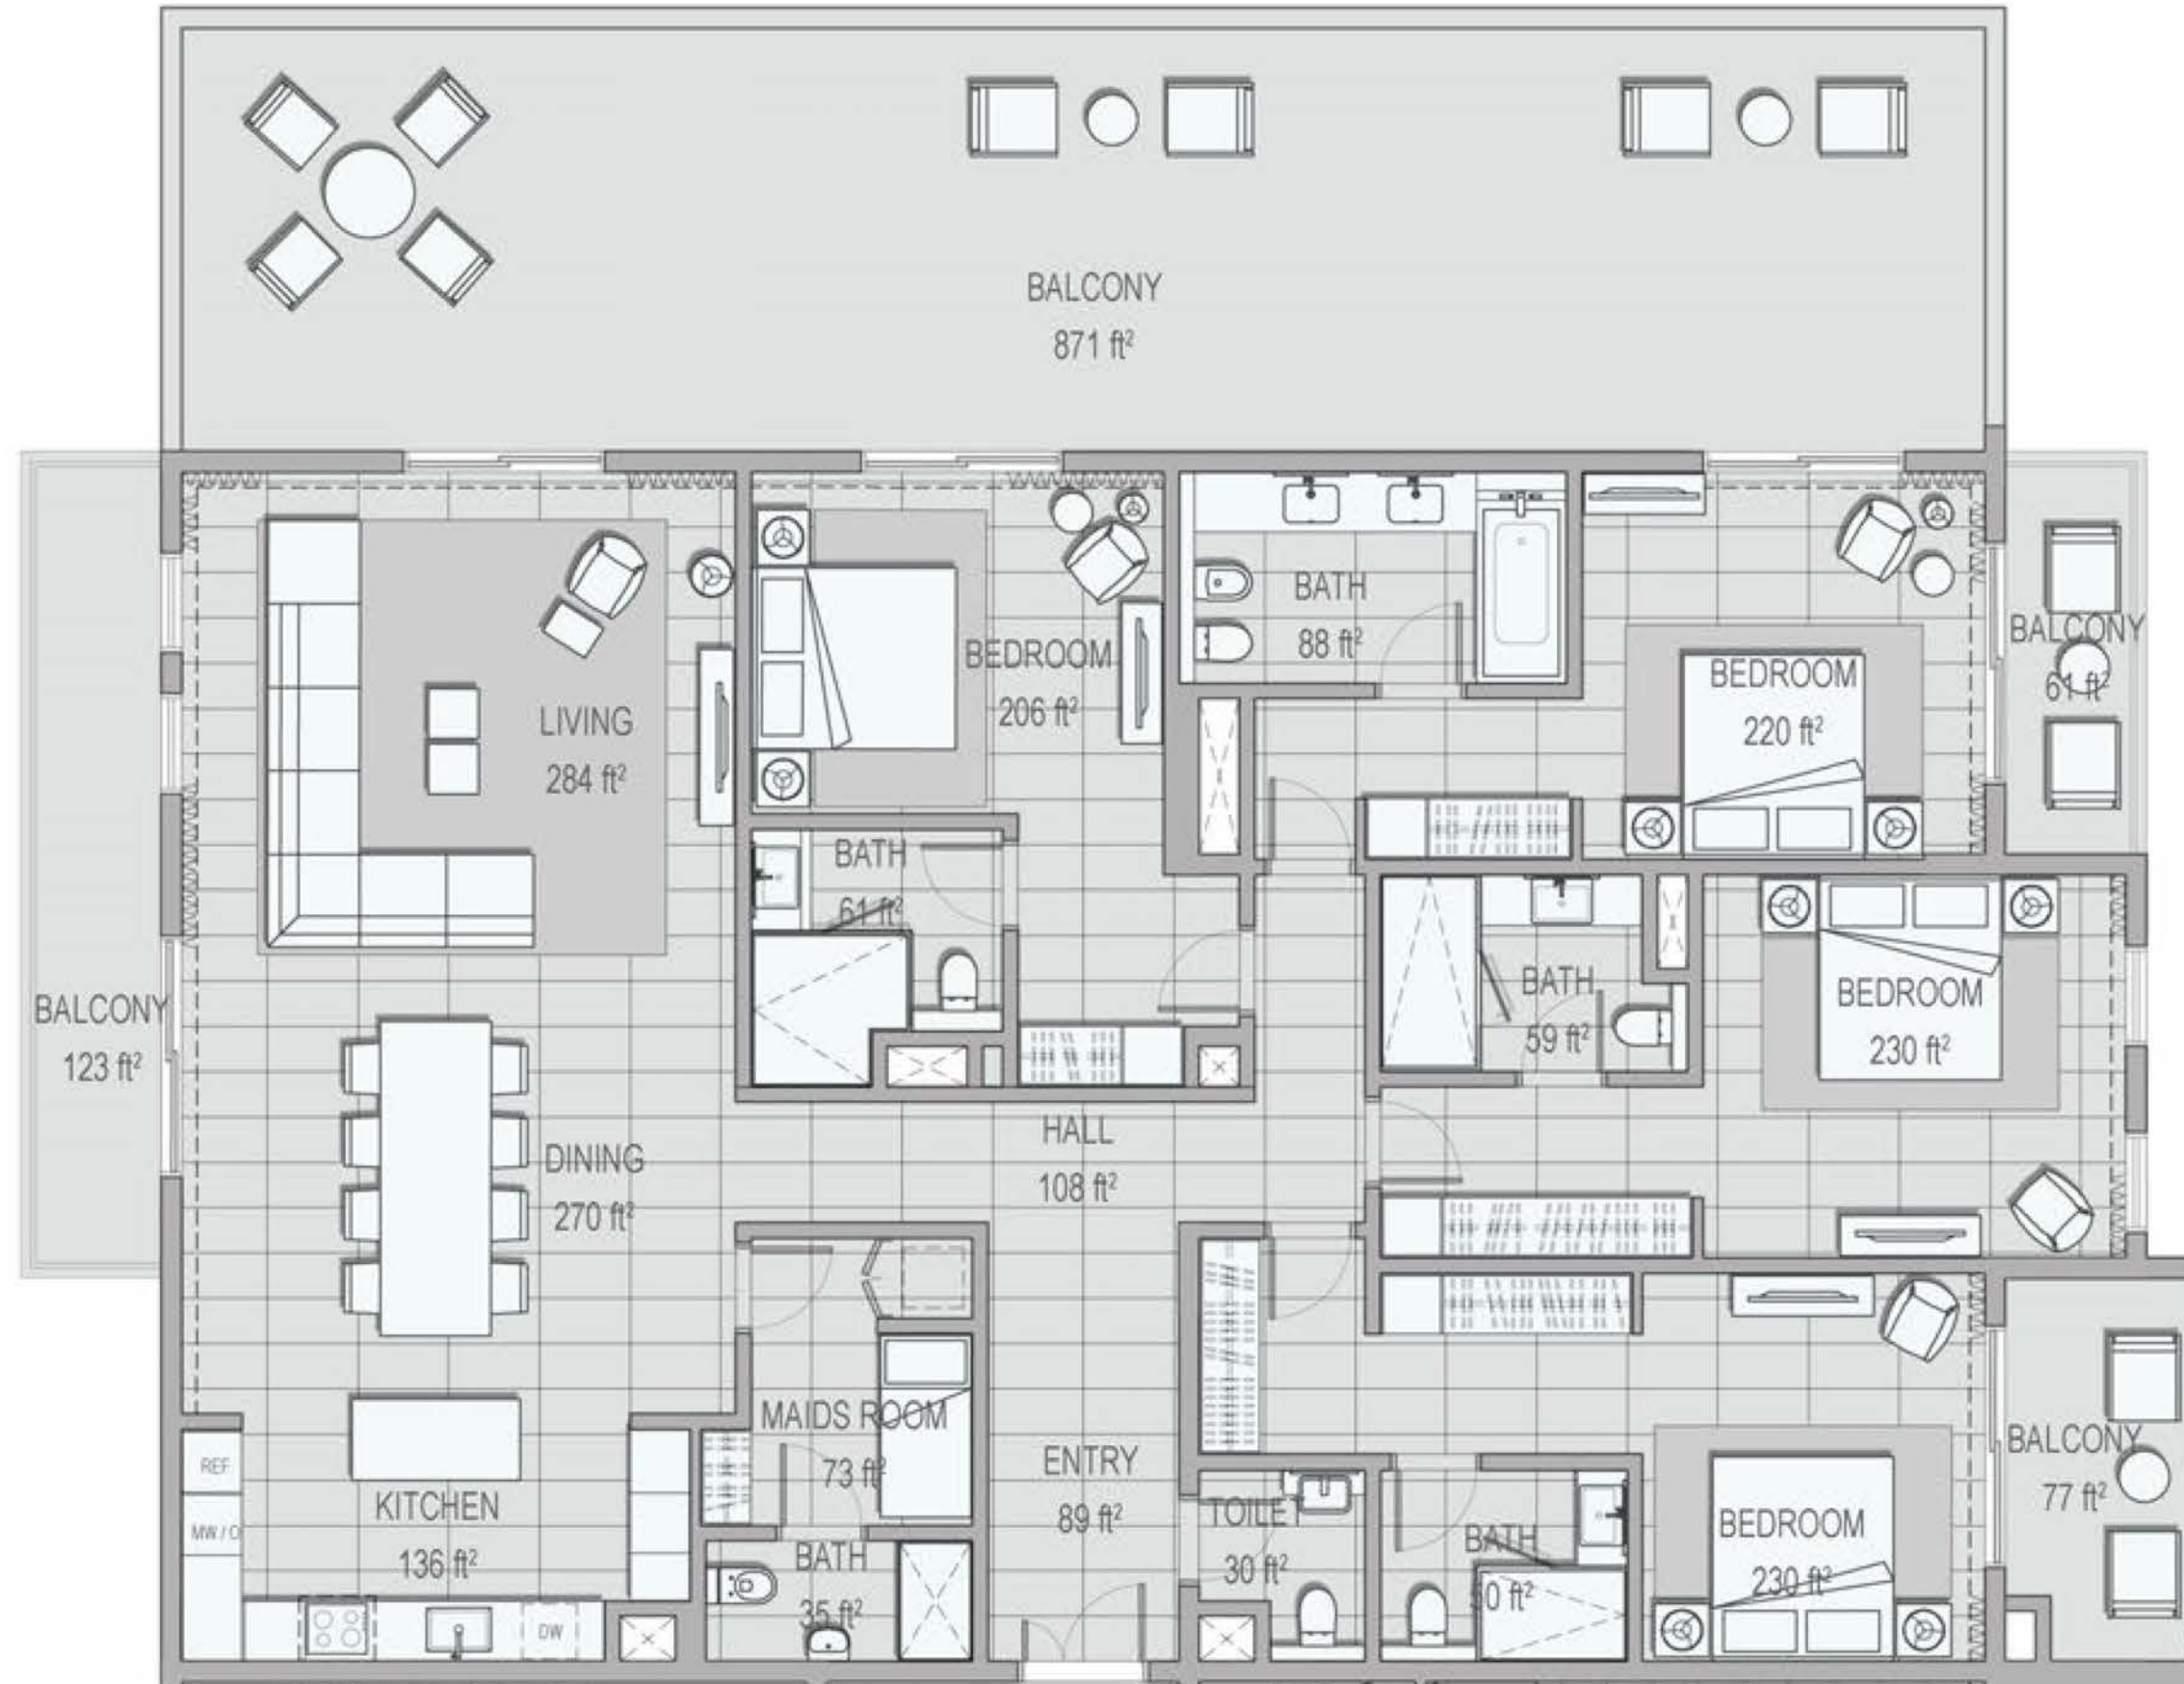 BALCONY
871 ft²
BATH
88 ft²
BALCONY
61 ft²
BEDROOM
206 ft²
BEDROOM
220 ft²
LIVING
284 ft²
BATH
61 ft²
BALCONY
123 ft²
BATH
59 ft²
BEDROOM
230 ft²
HALL
108 ft²
DINING
270 ft²
MAIDS ROOM
73 ft²
BALCONY
77 ft²
ENTRY
89 ft²
REF
MW / O
KITCHEN
136 ft²
TOILET
30 ft²
BATH
50 ft²
BEDROOM
230 ft²
BATH
35 ft²
DW